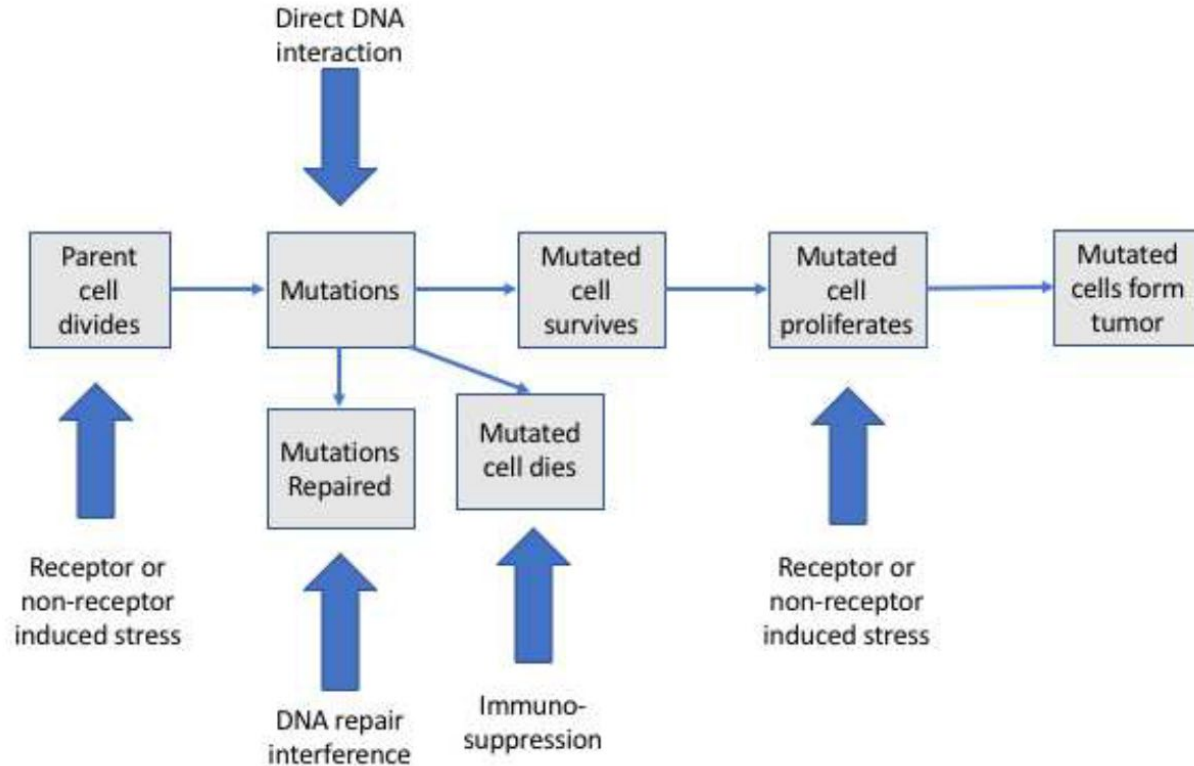 Direct DNA
interaction
Parent
cell
divides
Mutations
Mutated
cell
survives
Mutated
cell
proliferates
Mutated
cells form
tumor
Mutations
Repaired
Mutated
cell dies
Receptor or
non-receptor
induced stress
DNA repair
interference
Immuno-
suppression
Receptor or
non-receptor
induced stress